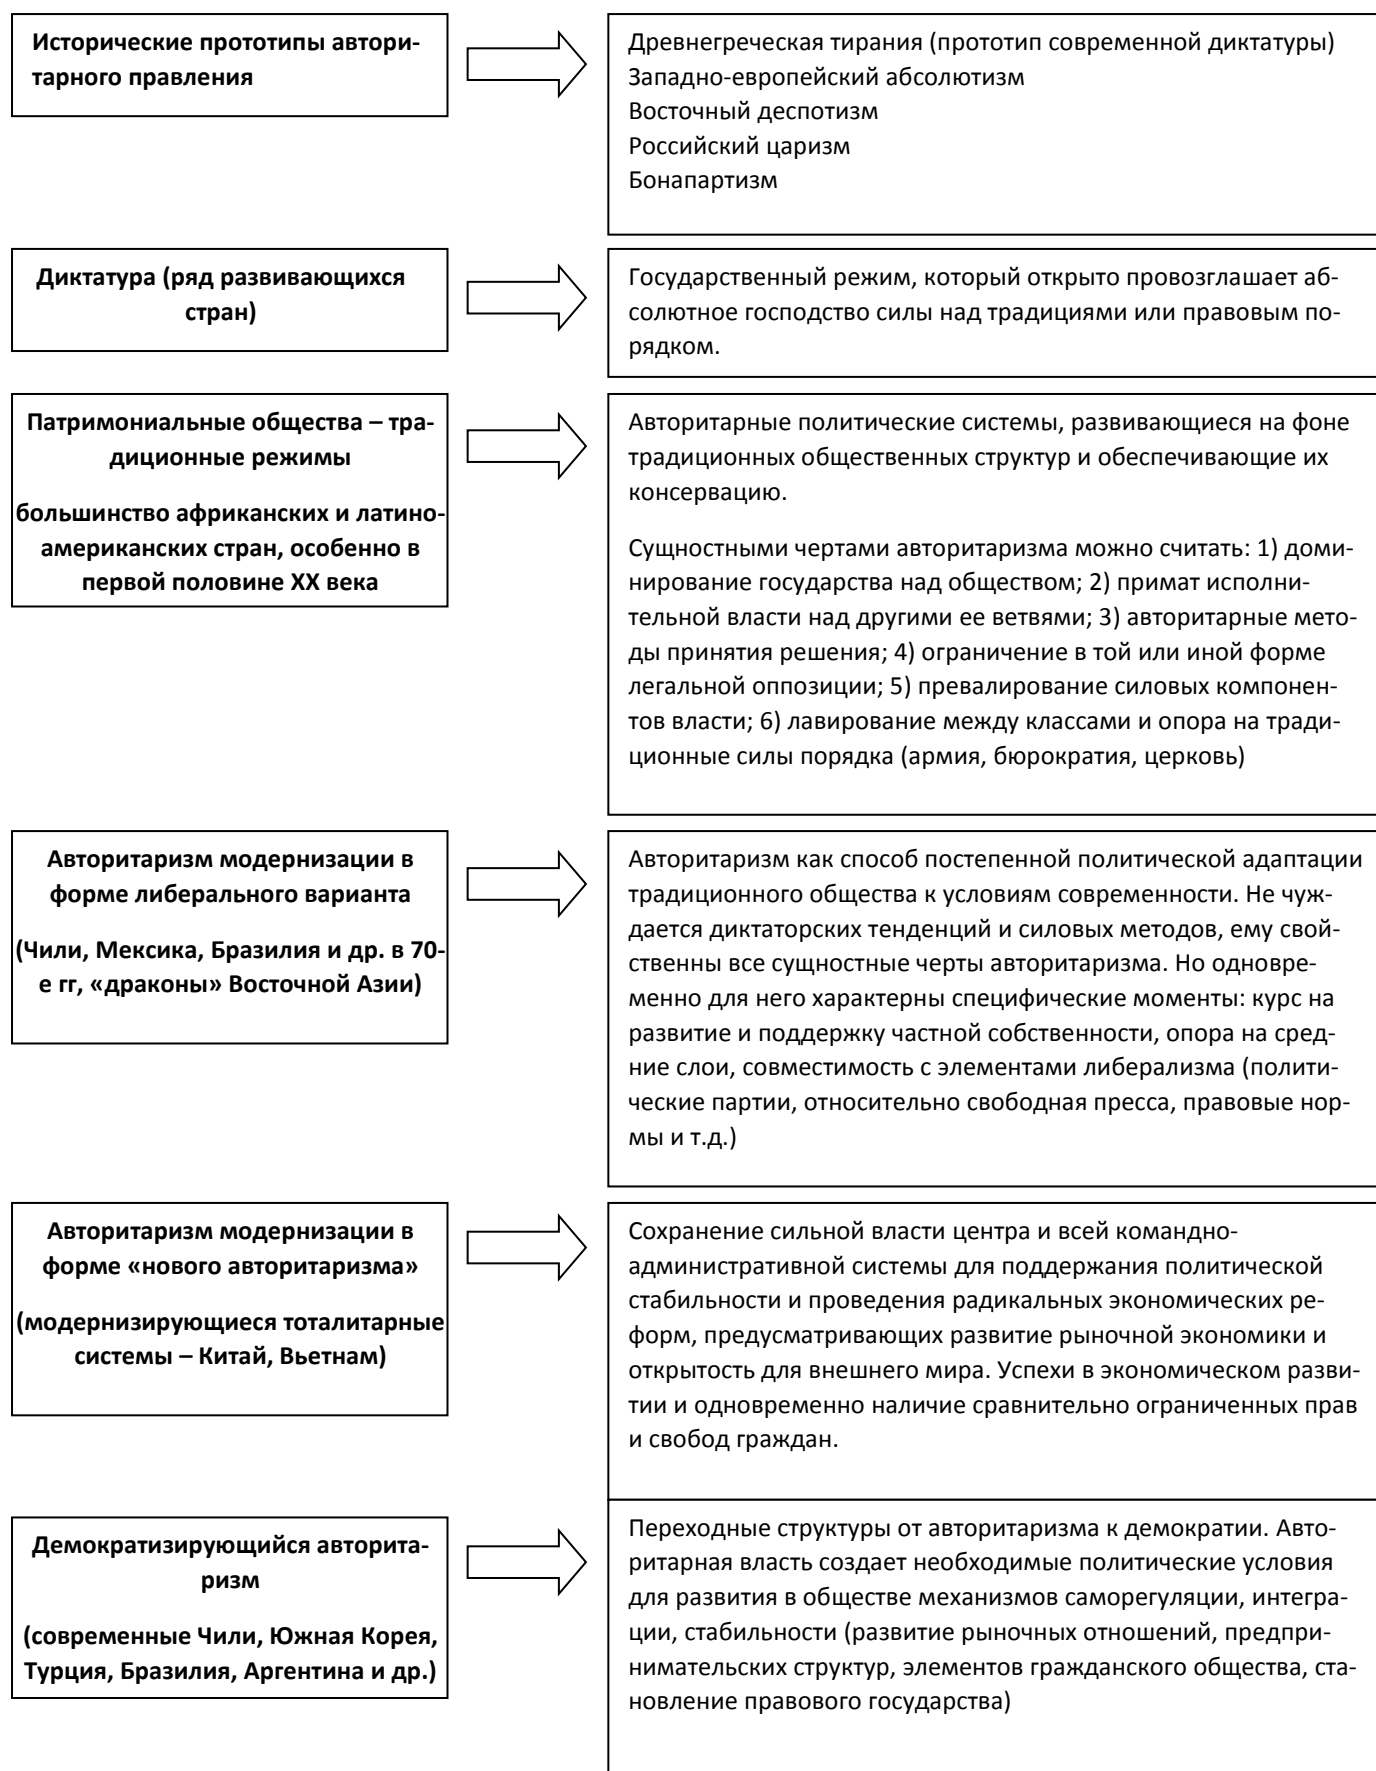 Исторические прототипы автори-
тарного правления
Древнегреческая тирания (прототип современной диктатуры)
Западно-европейский абсолютизм
Восточный деспотизм
Российский царизм
Бонапартизм
Диктатура (ряд развивающихся
стран)
Государственный режим, который открыто провозглашает аб-
солютное господство силы над традициями или правовым по-
рядком.
Патримониальные общества – тра-
диционные режимы
большинство африканских и латино-
американских стран, особенно в
первой половине XX века
Авторитарные политические системы, развивающиеся на фоне
традиционных общественных структур и обеспечивающие их
консервацию.
Сущностными чертами авторитаризма можно считать: 1) доми-
нирование государства над обществом; 2) примат исполни-
тельной власти над другими ее ветвями; 3) авторитарные мето-
ды принятия решения; 4) ограничение в той или иной форме
легальной оппозиции; 5) превалирование силовых компонен-
тов власти; 6) лавирование между классами и опора на тради-
ционные силы порядка (армия, бюрократия, церковь)
Авторитаризм модернизации в
форме либерального варианта
(Чили, Мексика, Бразилия и др. в 70-
е гг, «драконы» Восточной Азии)
Авторитаризм как способ постепенной политической адаптации
традиционного общества к условиям современности. Не чуж-
дается диктаторских тенденций и силовых методов, ему свой-
ственны все сущностные черты авторитаризма. Но одновре-
менно для него характерны специфические моменты: курс на
развитие и поддержку частной собственности, опора на сред-
ние слои, совместимость с элементами либерализма (полити-
ческие партии, относительно свободная пресса, правовые нор-
мы и т.д.)
Авторитаризм модернизации в
форме «нового авторитаризма»
(модернизирующиеся тоталитарные
системы – Китай, Вьетнам)
Сохранение сильной власти центра и всей командно-
административной системы для поддержания политической
стабильности и проведения радикальных экономических ре-
форм, предусматривающих развитие рыночной экономики и
открытость для внешнего мира. Успехи в экономическом разви-
тии и одновременно наличие сравнительно ограниченных прав
и свобод граждан.
Демократизирующийся авторита-
ризм
(современные Чили, Южная Корея,
Турция, Бразилия, Аргентина и др.)
Переходные структуры от авторитаризма к демократии. Авто-
ритарная власть создает необходимые политические условия
для развития в обществе механизмов саморегуляции, интегра-
ции, стабильности (развитие рыночных отношений, предпри-
нимательских структур, элементов гражданского общества, ста-
новление правового государства)